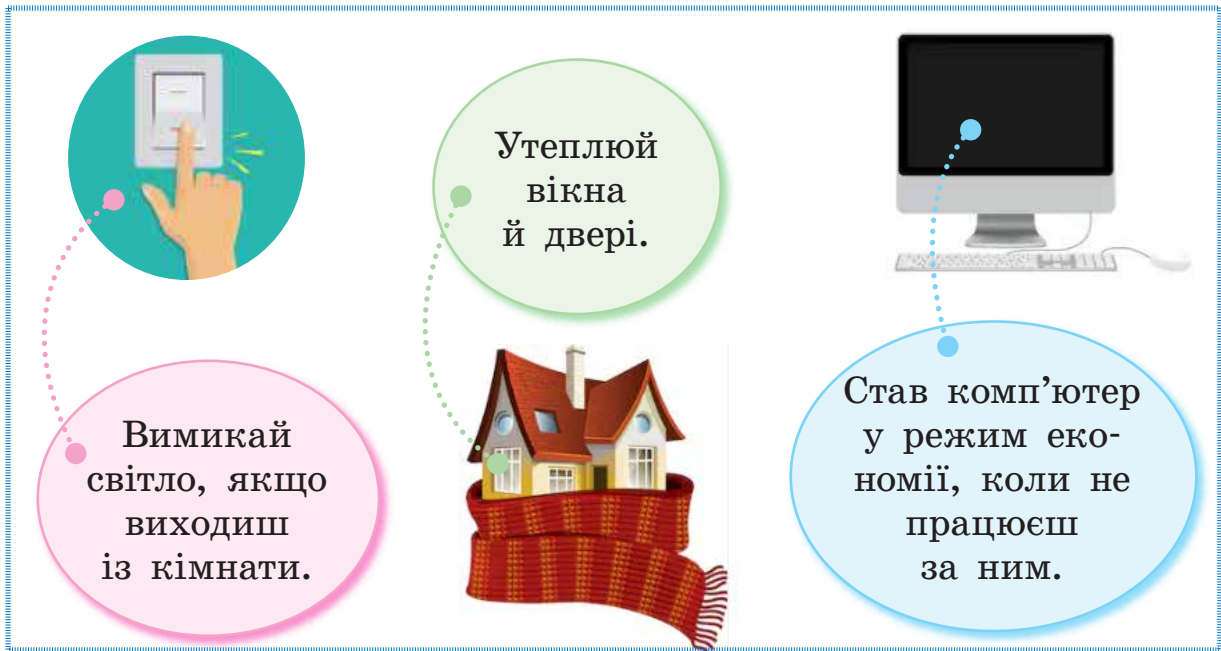 Утеплюй
вікна
й двері.
Вимикай
світло, якщо
виходиш
із кімнати.
Став комп’ютер
у режим еко-
номії, коли не
працюєш
за ним.